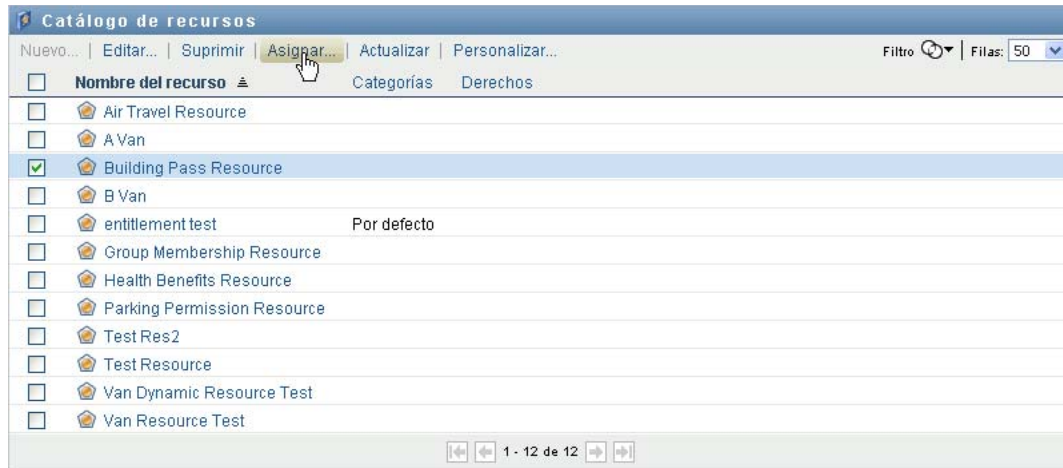 Catálogo de recursos
Nuevo... | Editar... | Suprimir | Asignar... | Actualizar | Personalizar... Filtro | Filas: 50
Nombre del recurso Categorías Derechos
Air Travel Resource
A Van
Building Pass Resource
B Van
entitlement test Por defecto
Group Membership Resource
Health Benefits Resource
Parking Permission Resource
Test Res2
Test Resource
Van Dynamic Resource Test
Van Resource Test
1 - 12 de 12